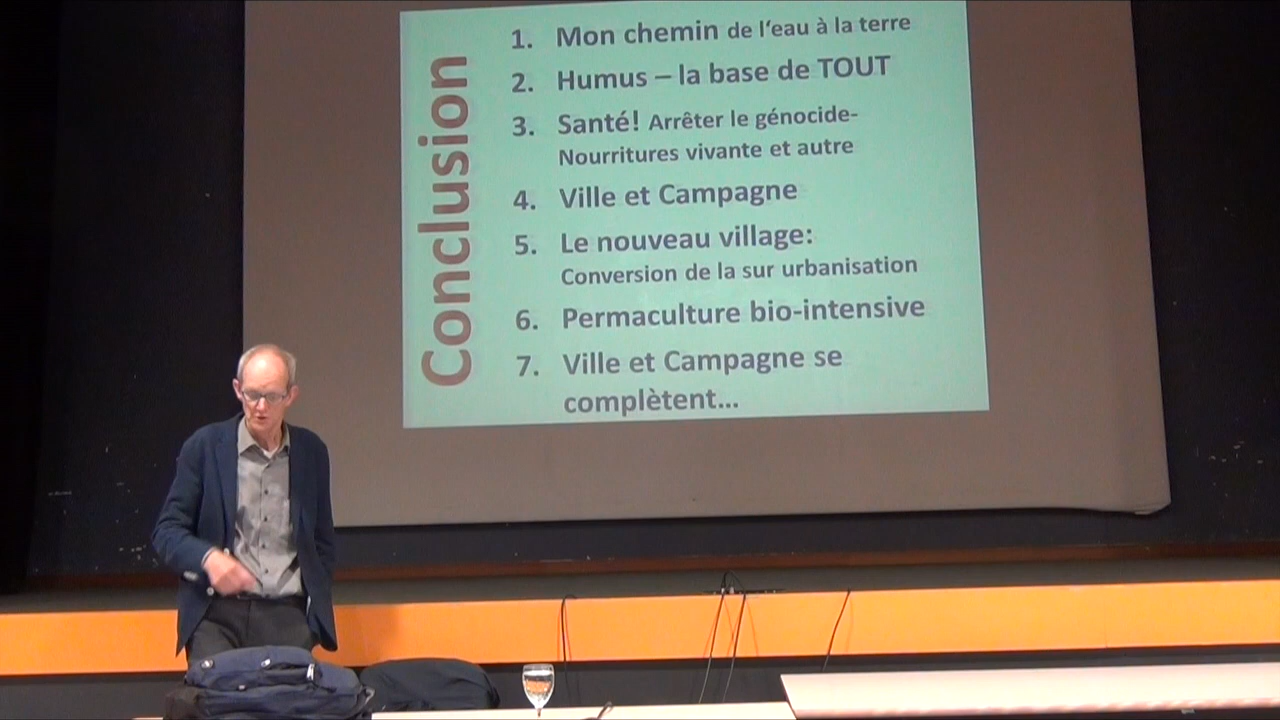 Conclusion
1. Mon chemin de l‘eau à la terre
2. Humus – la base de TOUT
3. Santé! Arrêter le génocide-
Nourritures vivante et autre
4. Ville et Campagne
5. Le nouveau village:
Conversion de la sur urbanisation
6. Permaculture bio-intensive
7. Ville et Campagne se
complètent...